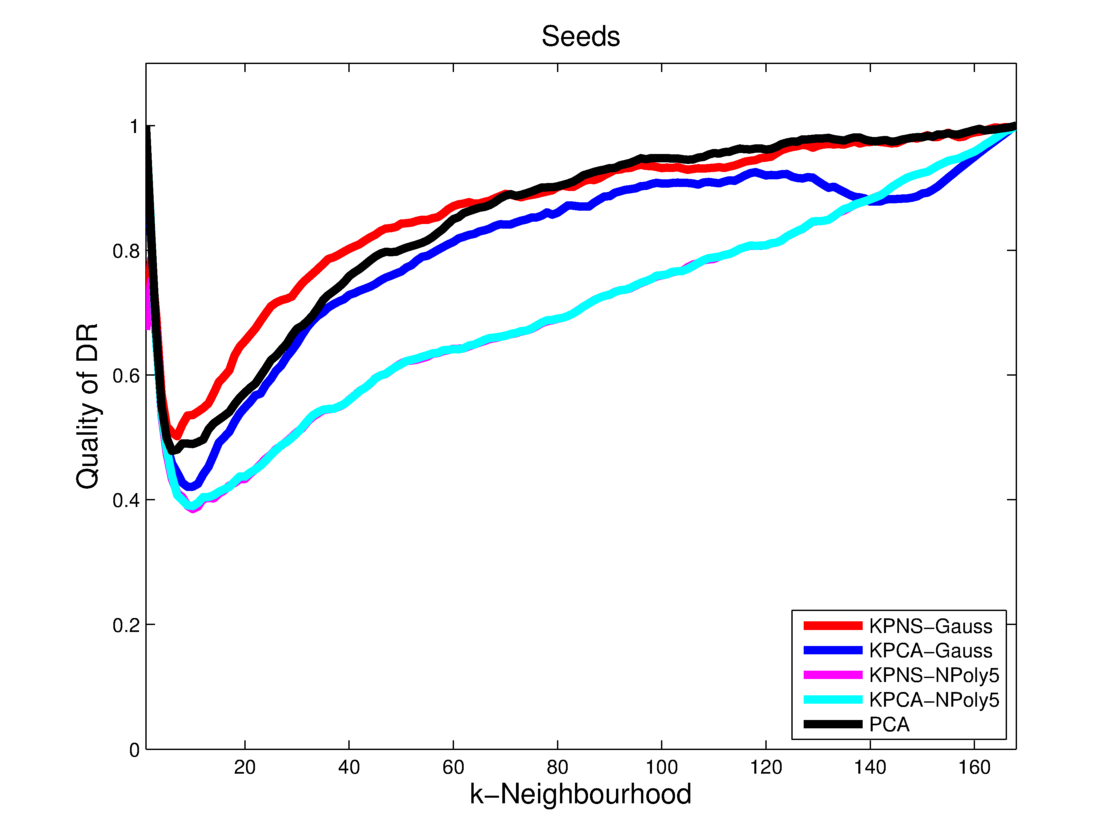 Seeds
Quality of DR
1
0.8
0.6
0.4
0.2
0
20 40 60 80 100 120 140 160
k−Neighbourhood
KPNS−Gauss
KPCA−Gauss
KPNS−NPoly5
KPCA−NPoly5
PCA